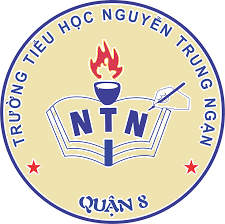 TRƯỜNG TIỂU HỌC NGUYỄN TRUNG NGẠN
NTN
QUẬN 8